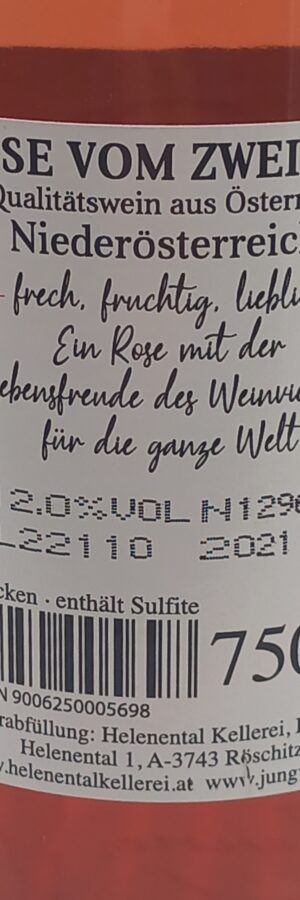 SE VOM ZWEI
Qualitätswein aus Österr
Niederösterreich
frech, fruchtig, liebli
Ein Rose mit der
ebensfreude des Weinvi
für die ganze Welt
2.0%VOL N1296
L22110 2021
cken · enthält Sulfite
750
N 9006250005698
rabfüllung: Helenental Kellerei,
Helenental 1, A-3743 Röschitz
.helenentalkellerei.at www.jung